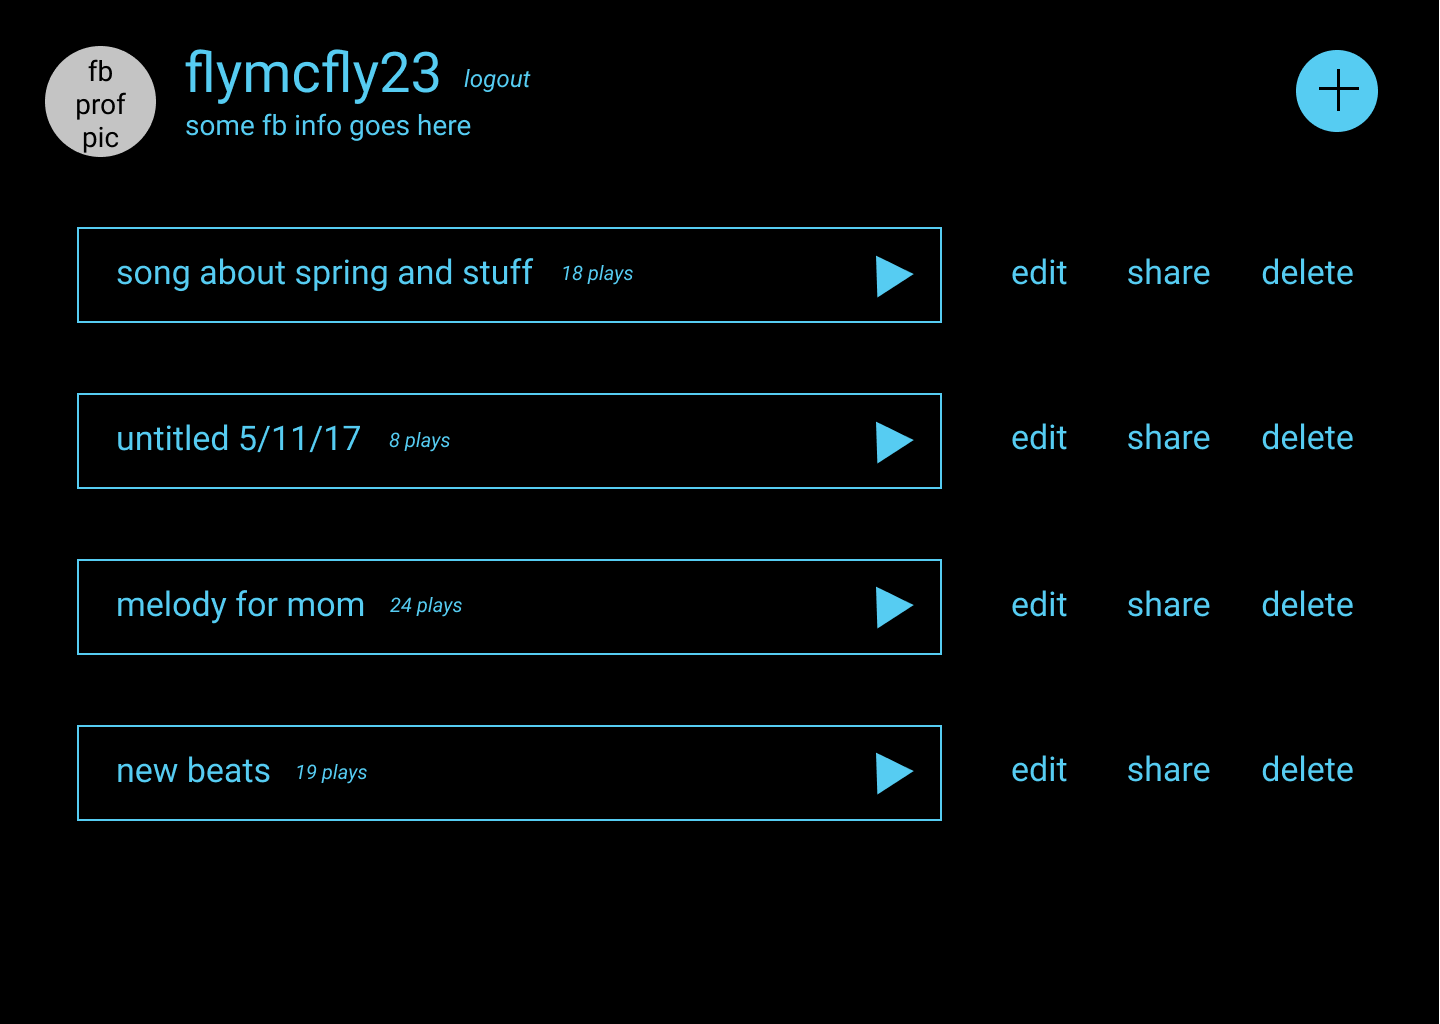 fb
prof
pic
flymcfly23 logout
some fb info goes here
song about spring and stuff 18 plays edit share delete
untitled 5/11/17 8 plays edit share delete
melody for mom 24 plays edit share delete
new beats 19 plays edit share delete